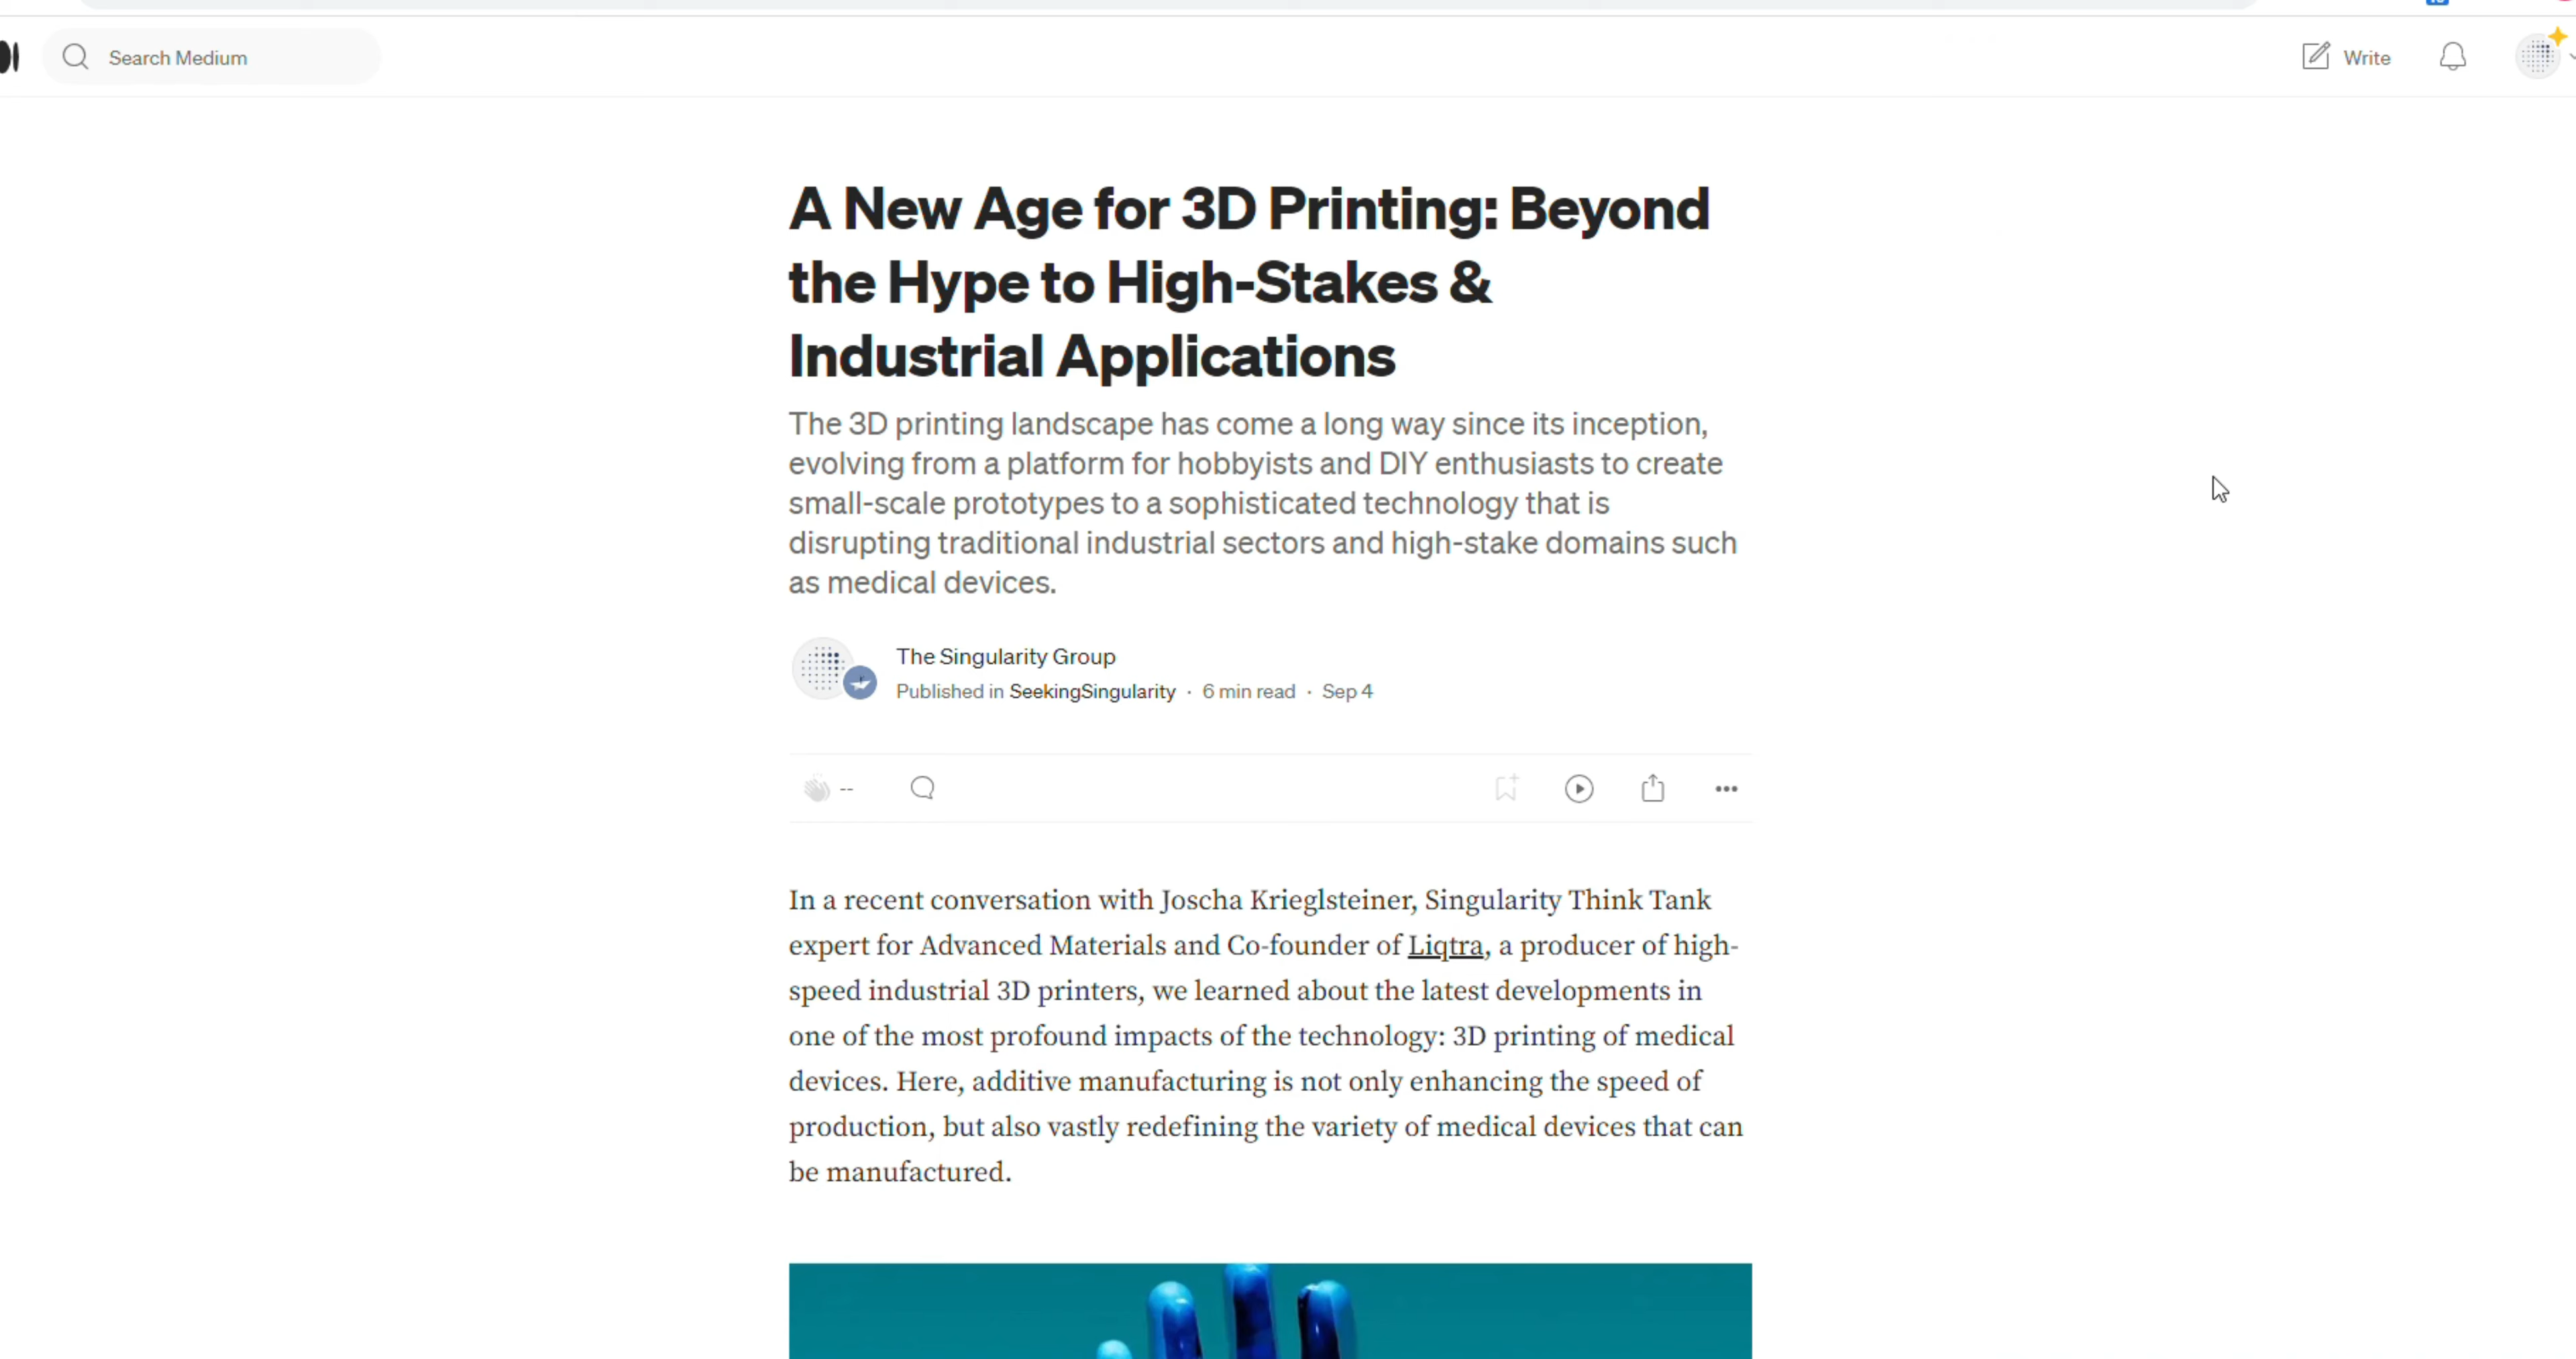 Search Medium
Write
A New Age for 3D Printing: Beyond
the Hype to High-Stakes &
Industrial Applications
The 3D printing landscape has come a long way since its inception,
evolving from a platform for hobbyists and DIY enthusiasts to create
small-scale prototypes to a sophisticated technology that is
disrupting traditional industrial sectors and high-stake domains such
as medical devices.
The Singularity Group
Published in SeekingSingularity · 6 min read · Sep 4
--
In a recent conversation with Joscha Krieglsteiner, Singularity Think Tank
expert for Advanced Materials and Co-founder of Liqtra, a producer of high-
speed industrial 3D printers, we learned about the latest developments in
one of the most profound impacts of the technology: 3D printing of medical
devices. Here, additive manufacturing is not only enhancing the speed of
production, but also vastly redefining the variety of medical devices that can
be manufactured.